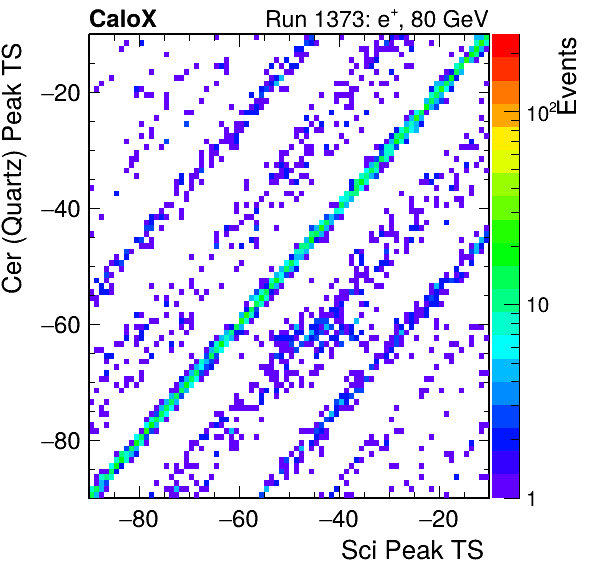 CaloX Run 1373: e⁺, 80 GeV
Cer (Quartz) Peak TS
−20
−40
−60
−80
−80 −60 −40 −20
Sci Peak TS
Events
10²
10
1